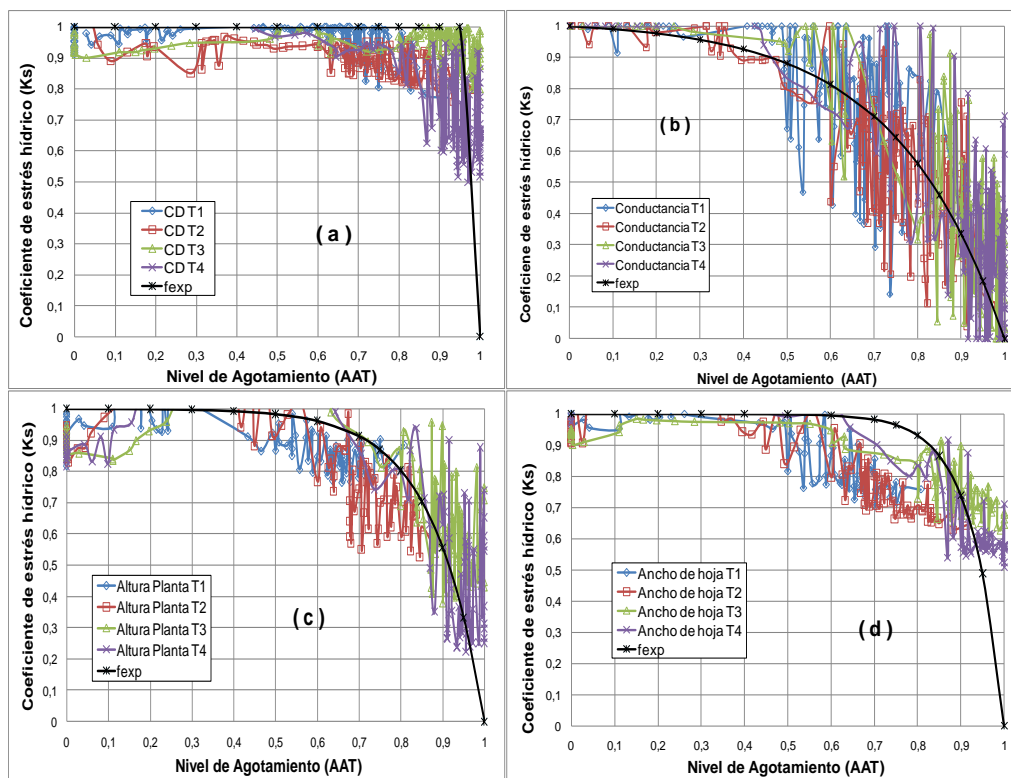 Coeficiente de estrés hídrico (Ks)
1
0,9
0,8
0,7
0,6
0,5
0,4
0,3
0,2
0,1
0
CD T1
CD T2
CD T3
CD T4
fexp
( a )
0 0,1 0,2 0,3 0,4 0,5 0,6 0,7 0,8 0,9 1
Nivel de Agotamiento (AAT)
Coeficiene de estrés hídrico (Ks)
1
0,9
0,8
0,7
0,6
0,5
0,4
0,3
0,2
0,1
0
( b )
Conductancia T1
Conductancia T2
Conductancia T3
Conductancia T4
fexp
0 0,1 0,2 0,3 0,4 0,5 0,6 0,7 0,8 0,9 1
Nivel de Agotamiento (AAT)
Coeficiente de estrés hídrico (Ks)
1
0,9
0,8
0,7
0,6
0,5
0,4
0,3
0,2
0,1
0
Altura Planta T1
Altura Planta T2
Altura Planta T3
Altura Planta T4
fexp
( c )
0 0,1 0,2 0,3 0,4 0,5 0,6 0,7 0,8 0,9 1
Nivel de Agotamiento (AAT)
Coeficiente de estrés hídrico (Ks)
1
0,9
0,8
0,7
0,6
0,5
0,4
0,3
0,2
0,1
0
Ancho de hoja T1
Ancho de hoja T2
Ancho de hoja T3
Ancho de hoja T4
fexp
( d )
0 0,1 0,2 0,3 0,4 0,5 0,6 0,7 0,8 0,9 1
Nivel de Agotamiento (AAT)